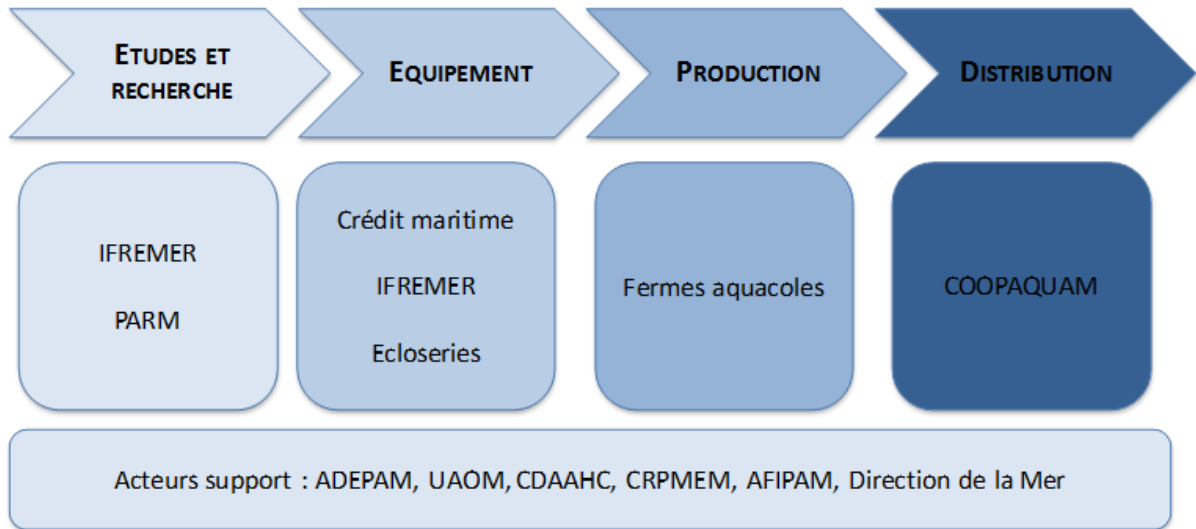 ETUDES ET
RECHERCHE
EQUIPEMENT
PRODUCTION
DISTRIBUTION
IFREMER
PARM
Crédit maritime
IFREMER
Ecloseries
Fermes aquacoles
COOPAQUAM
Acteurs support : ADEPAM, UAOM, CDAAHC, CRPMEM, AFIPAM, Direction de la Mer